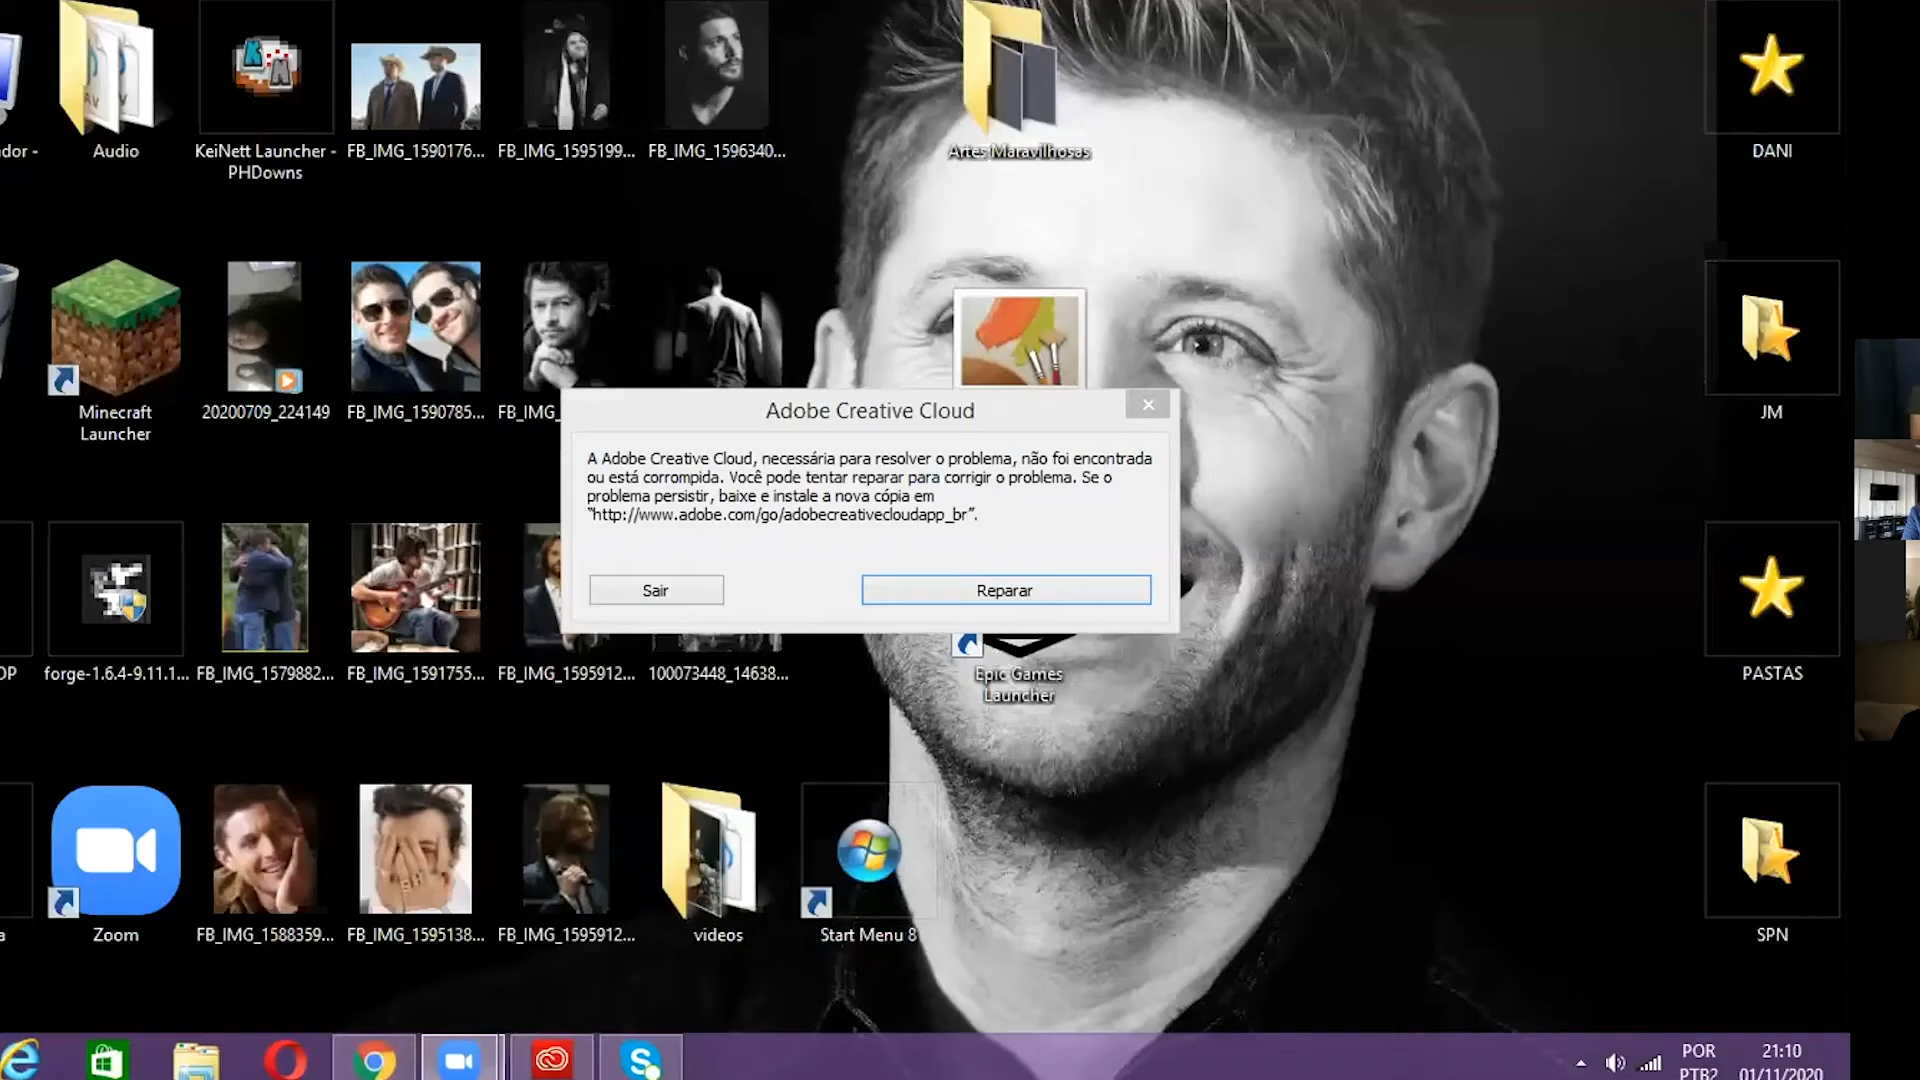 dor -
Audio
KeiNett Launcher -
PHDowns
FB_IMG_1590176...
FB_IMG_1595199...
FB_IMG_1596340...
Artes Maravilhosas
DANI
Minecraft
Launcher
20200709_224149
FB_IMG_1590785...
FB_IMG_
JM
Adobe Creative Cloud
A Adobe Creative Cloud, necessária para resolver o problema, não foi encontrada
ou está corrompida. Você pode tentar reparar para corrigir o problema. Se o
problema persistir, baixe e instale a nova cópia em
"http://www.adobe.com/go/adobecreativecloudapp_br".
Sair
Reparar
OP
forge-1.6.4-9.11.1...
FB_IMG_1579882...
FB_IMG_1591755...
FB_IMG_1595912...
100073448_14638...
Epic Games
Launcher
PASTAS
a
Zoom
FB_IMG_1588359...
FB_IMG_1595138...
FB_IMG_1595912...
videos
Start Menu 8
SPN
POR
PTB2
21:10
01/11/2020